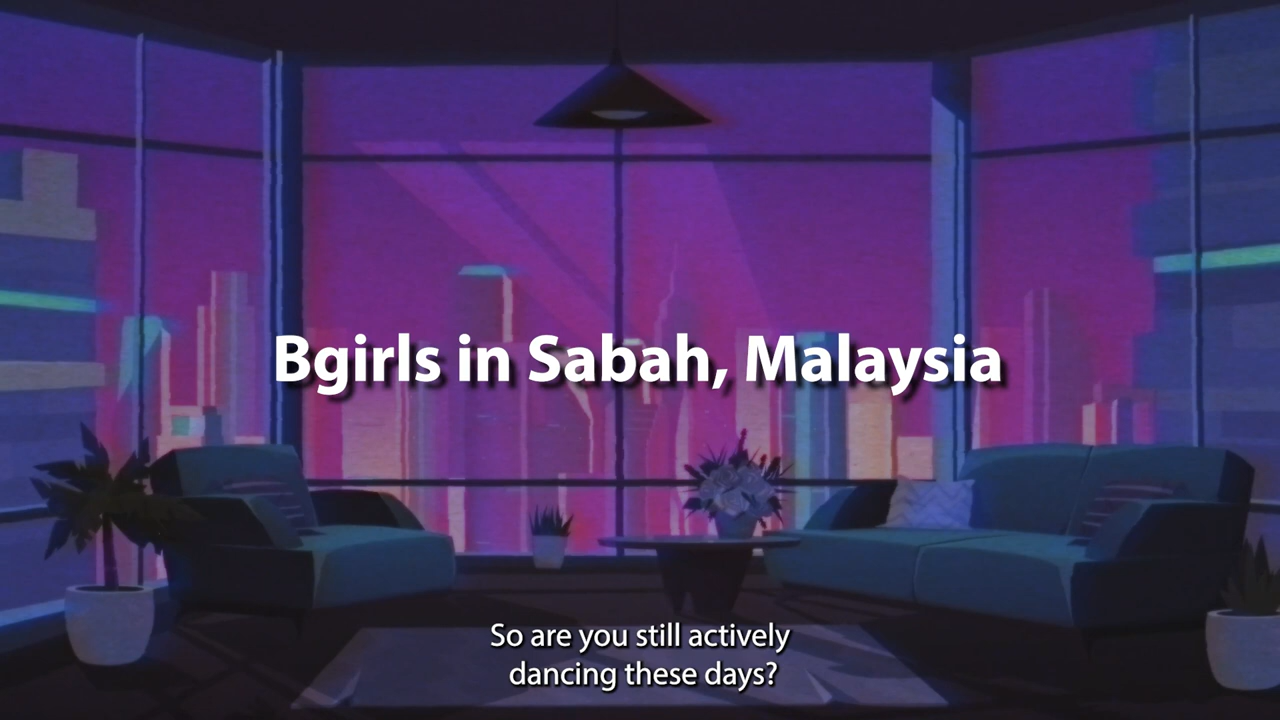 Bgirls in Sabah, Malaysia
So are you still actively
dancing these days?